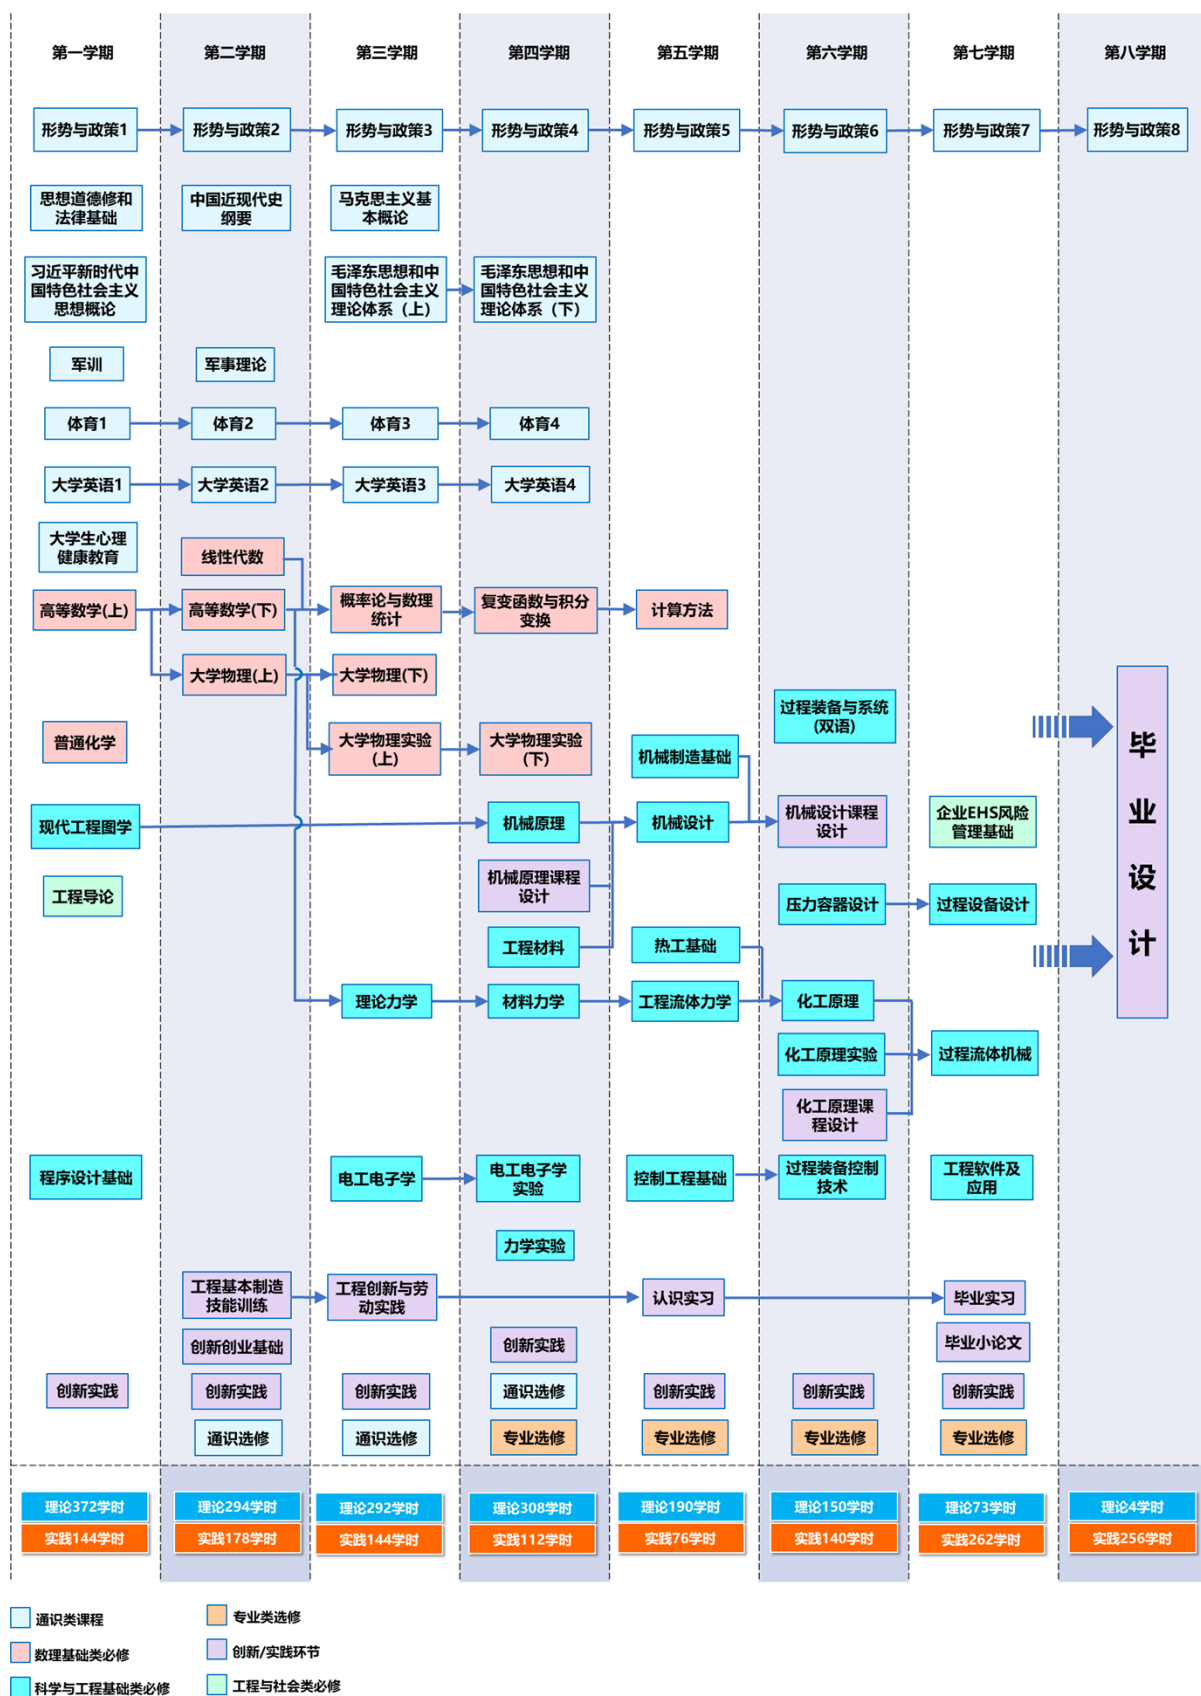 第一学期
第二学期
第三学期
第四学期
第五学期
第六学期
第七学期
第八学期
形势与政策1
形势与政策2
形势与政策3
形势与政策4
形势与政策5
形势与政策6
形势与政策7
形势与政策8
思想道德修和
法律基础
中国近现代史
纲要
马克思主义基
本概论
习近平新时代中
国特色社会主义
思想概论
毛泽东思想和中
国特色社会主义
理论体系（上）
毛泽东思想和中
国特色社会主义
理论体系（下）
军训
军事理论
体育1
体育2
体育3
体育4
大学英语1
大学英语2
大学英语3
大学英语4
大学生心理
健康教育
线性代数
高等数学(上)
高等数学(下)
概率论与数理
统计
复变函数与积分
变换
计算方法
大学物理(上)
大学物理(下)
过程装备与系统
(双语)
普通化学
大学物理实验
(上)
大学物理实验
(下)
机械制造基础
现代工程图学
机械原理
机械设计
机械设计课程
设计
企业EHS风险
管理基础
工程导论
机械原理课程
设计
压力容器设计
过程设备设计
工程材料
热工基础
理论力学
材料力学
工程流体力学
化工原理
化工原理实验
过程流体机械
化工原理课
程设计
毕
业
设
计
程序设计基础
电工电子学
电工电子学
实验
控制工程基础
过程装备控制
技术
工程软件及
应用
力学实验
工程基本制造
技能训练
工程创新与劳
动实践
认识实习
毕业实习
创新创业基础
创新实践
毕业小论文
创新实践
创新实践
创新实践
通识选修
创新实践
创新实践
创新实践
通识选修
通识选修
专业选修
专业选修
专业选修
专业选修
理论372学时
理论294学时
理论292学时
理论308学时
理论190学时
理论150学时
理论73学时
理论4学时
实践144学时
实践178学时
实践144学时
实践112学时
实践76学时
实践140学时
实践262学时
实践256学时
通识类课程
专业类选修
数理基础类必修
创新/实践环节
科学与工程基础类必修
工程与社会类必修